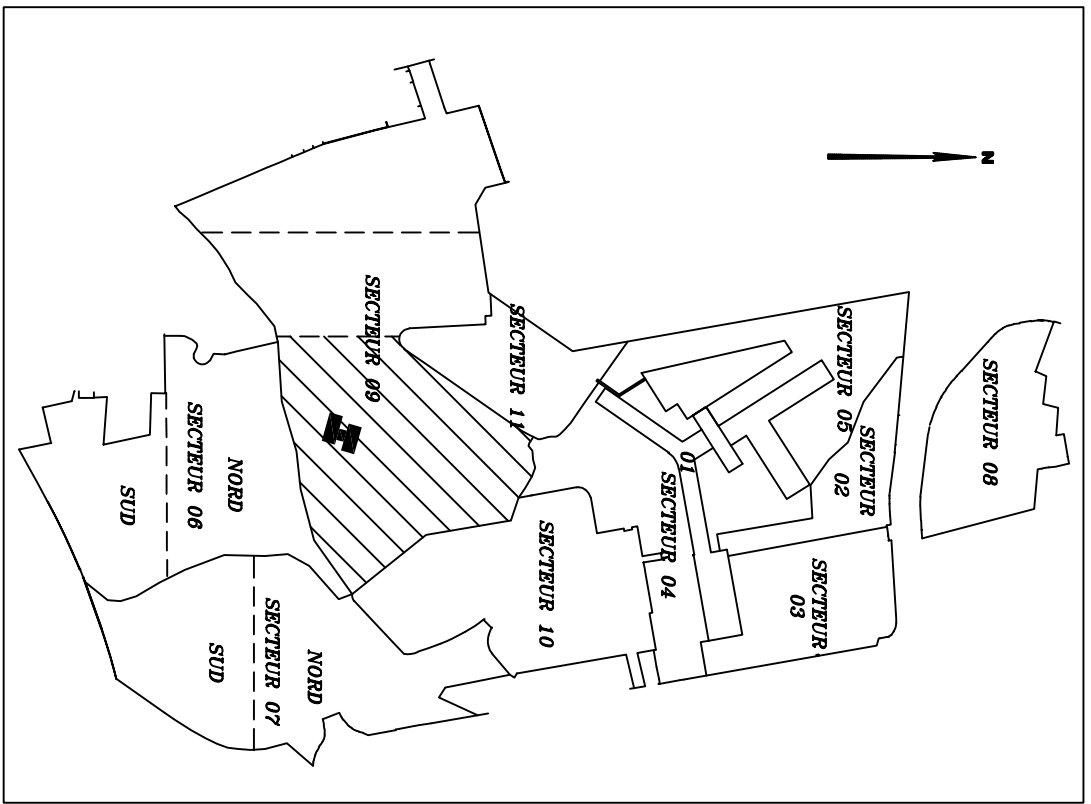 N
SECTEUR 08
SECTEUR 05
SECTEUR
02
SECTEUR
03
01
SECTEUR 04
SECTEUR 11
SECTEUR 10
SECTEUR 09
NORD
SECTEUR 06
SUD
NORD
SECTEUR 07
SUD